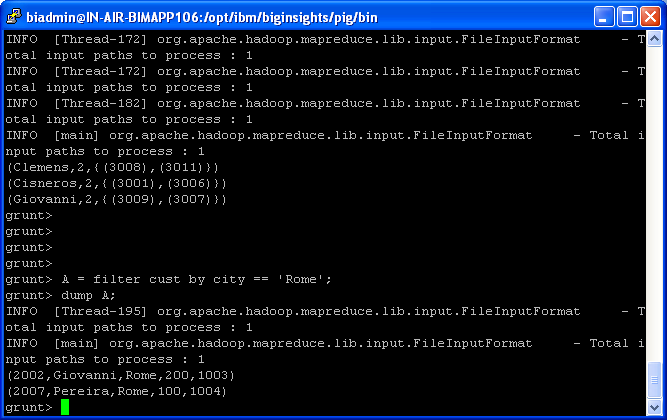 biadmin@IN-AIR-BIMAPP106:/opt/ibm/biginsights/pig/bin
INFO  [Thread-172] org.apache.hadoop.mapreduce.lib.input.FileInputFormat     - T
otal input paths to process : 1
INFO  [Thread-172] org.apache.hadoop.mapreduce.lib.input.FileInputFormat     - T
otal input paths to process : 1
INFO  [Thread-182] org.apache.hadoop.mapreduce.lib.input.FileInputFormat     - T
otal input paths to process : 1
INFO  [main] org.apache.hadoop.mapreduce.lib.input.FileInputFormat     - Total i
nput paths to process : 1
(Clemens,2,{(3008),(3011)})
(Cisneros,2,{(3001),(3006)})
(Giovanni,2,{(3009),(3007)})
grunt>
grunt>
grunt>
grunt>
grunt> A = filter cust by city == 'Rome';
grunt> dump A;
INFO  [Thread-195] org.apache.hadoop.mapreduce.lib.input.FileInputFormat     - T
otal input paths to process : 1
INFO  [main] org.apache.hadoop.mapreduce.lib.input.FileInputFormat     - Total i
nput paths to process : 1
(2002,Giovanni,Rome,200,1003)
(2007,Pereira,Rome,100,1004)
grunt>